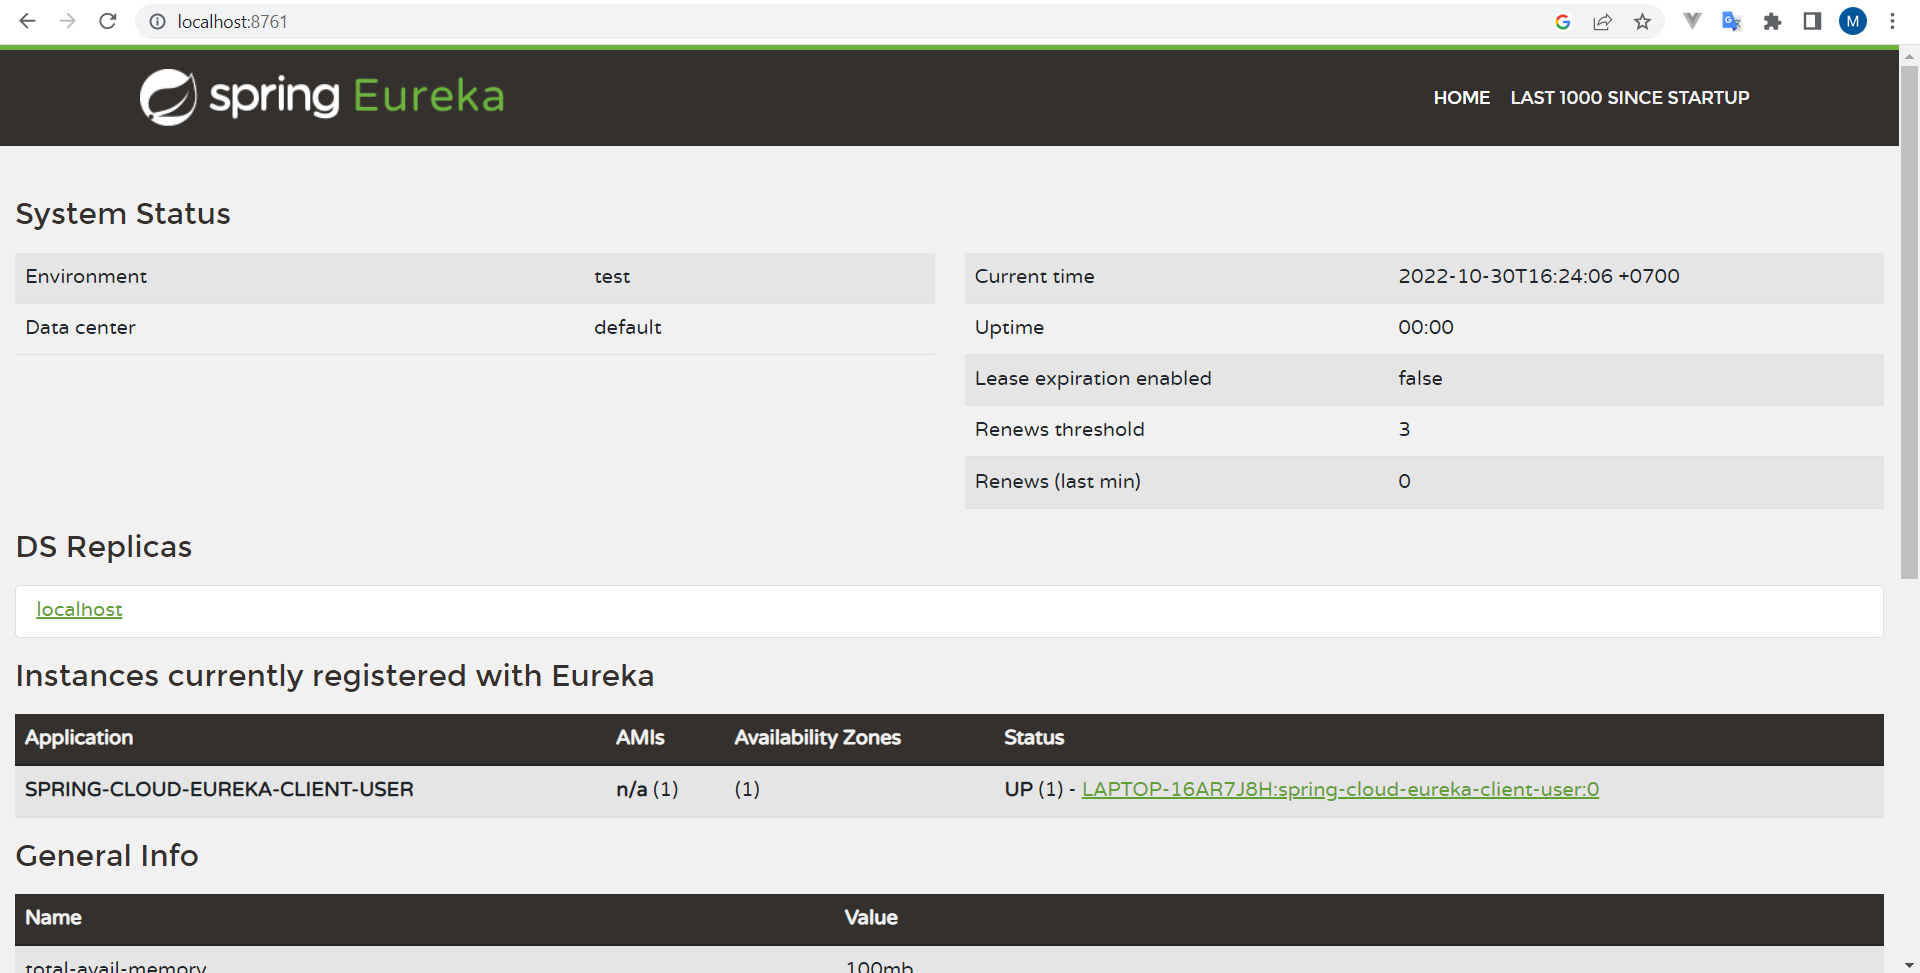 localhost:8761
M
spring Eureka
HOME LAST 1000 SINCE STARTUP
System Status
Environment test
Data center default
Current time 2022-10-30T16:24:06 +0700
Uptime 00:00
Lease expiration enabled false
Renews threshold 3
Renews (last min) 0
DS Replicas
localhost
Instances currently registered with Eureka
Application AMIs Availability Zones Status
SPRING-CLOUD-EUREKA-CLIENT-USER n/a (1) (1) UP (1) - LAPTOP-16AR7J8H:spring-cloud-eureka-client-user:0
General Info
Name Value
total-avail-memory 100mb